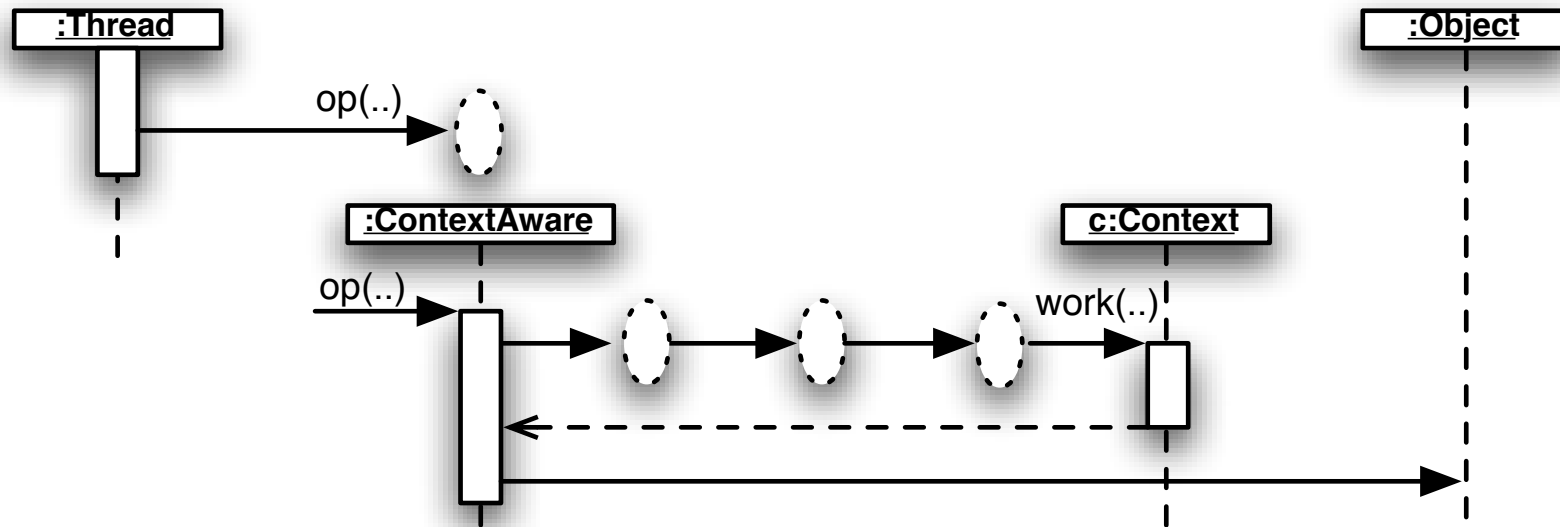 :Thread
:Object
op(..)
:ContextAware
c:Context
op(..)
work(..)